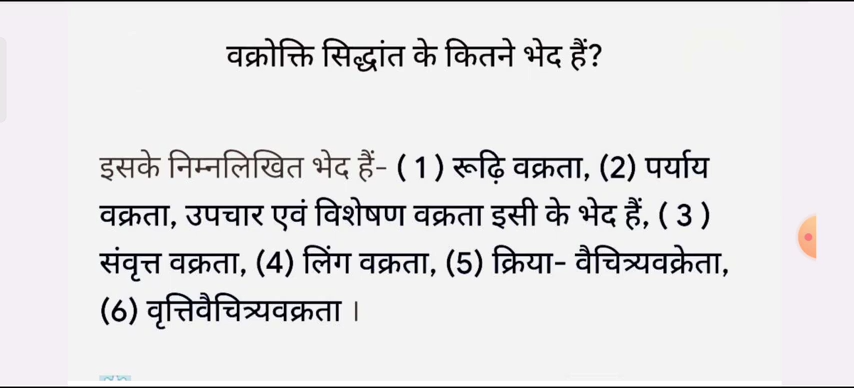 वक्रोक्ति सिद्धांत के कितने भेद हैं?
इसके निम्नलिखित भेद हैं- ( 1 ) रूढ़ि वक्रता, (2) पर्याय
वक्रता, उपचार एवं विशेषण वक्रता इसी के भेद हैं, ( 3 )
संवृत्त वक्रता, (4) लिंग वक्रता, (5) क्रिया- वैचित्र्यवक्रेता,
(6) वृत्तिवैचित्र्यवक्रता ।